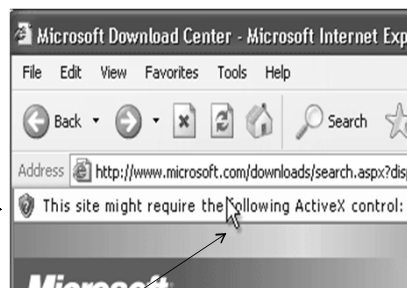 Microsoft Download Center - Microsoft Internet Exp
File Edit View Favorites Tools Help
Back Search
Address http://www.microsoft.com/downloads/search.aspx?dis
This site might require the following ActiveX control:
Microsoft